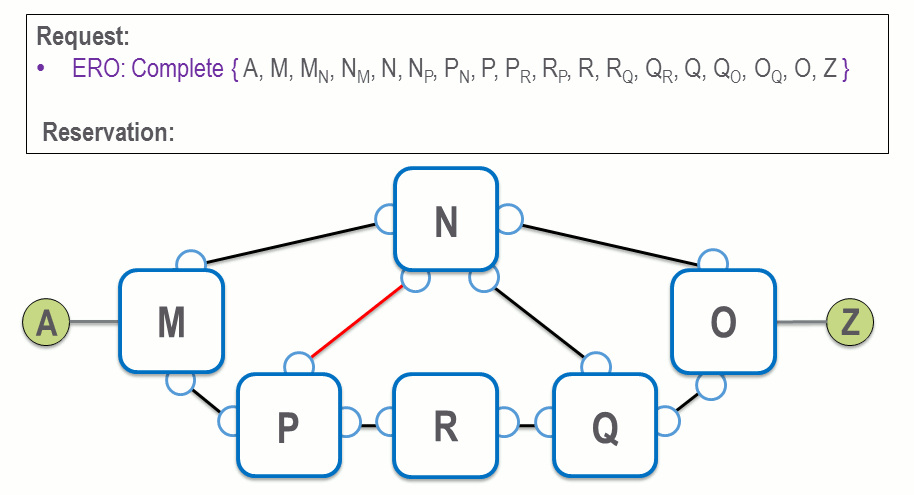 Request:
• ERO: Complete { A, M, M_N, N_M, N, N_P, P_N, P, P_R, R_P, R, R_Q, Q_R, Q, Q_O, O_Q, O, Z }
Reservation:
N
A
M
O
Z
P
R
Q